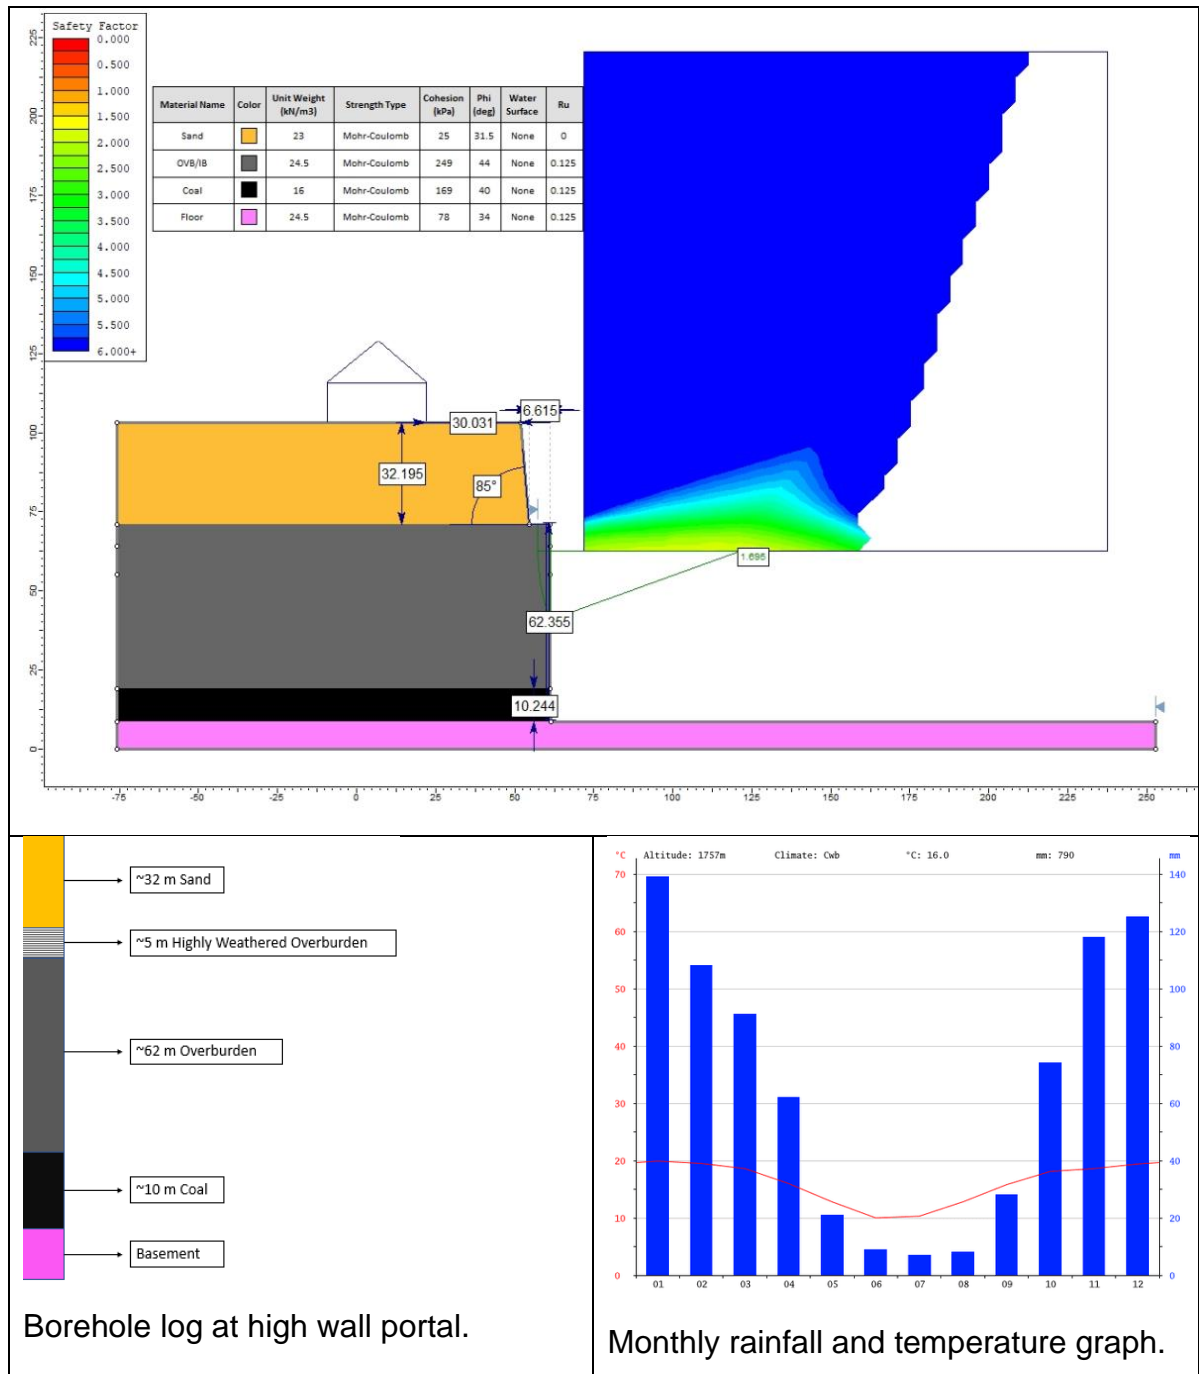 Safety Factor
0.000
0.500
1.000
1.500
2.000
2.500
3.000
3.500
4.000
4.500
5.000
5.500
6.000+
Material Name Color Unit Weight (kN/m3) Strength Type Cohesion (kPa) Phi (deg) Water Surface Ru
Sand 23 Mohr-Coulomb 25 31.5 None 0
OVB/IB 24.5 Mohr-Coulomb 249 44 None 0.125
Coal 16 Mohr-Coulomb 169 40 None 0.125
Floor 24.5 Mohr-Coulomb 78 34 None 0.125
225
200
175
150
125
100
75
50
25
0
6.615
30.031
32.195
85°
1.695
62.355
10.244
-75 -50 -25 0 25 50 75 100 125 150 175 200 225 250
~32 m Sand
~5 m Highly Weathered Overburden
~62 m Overburden
~10 m Coal
Basement
Borehole log at high wall portal.
°C Altitude: 1757m Climate: Cwb °C: 16.0 mm: 790 mm
70 140
60 120
50 100
40 80
30 60
20 40
10 20
0 0
01 02 03 04 05 06 07 08 09 10 11 12
Monthly rainfall and temperature graph.